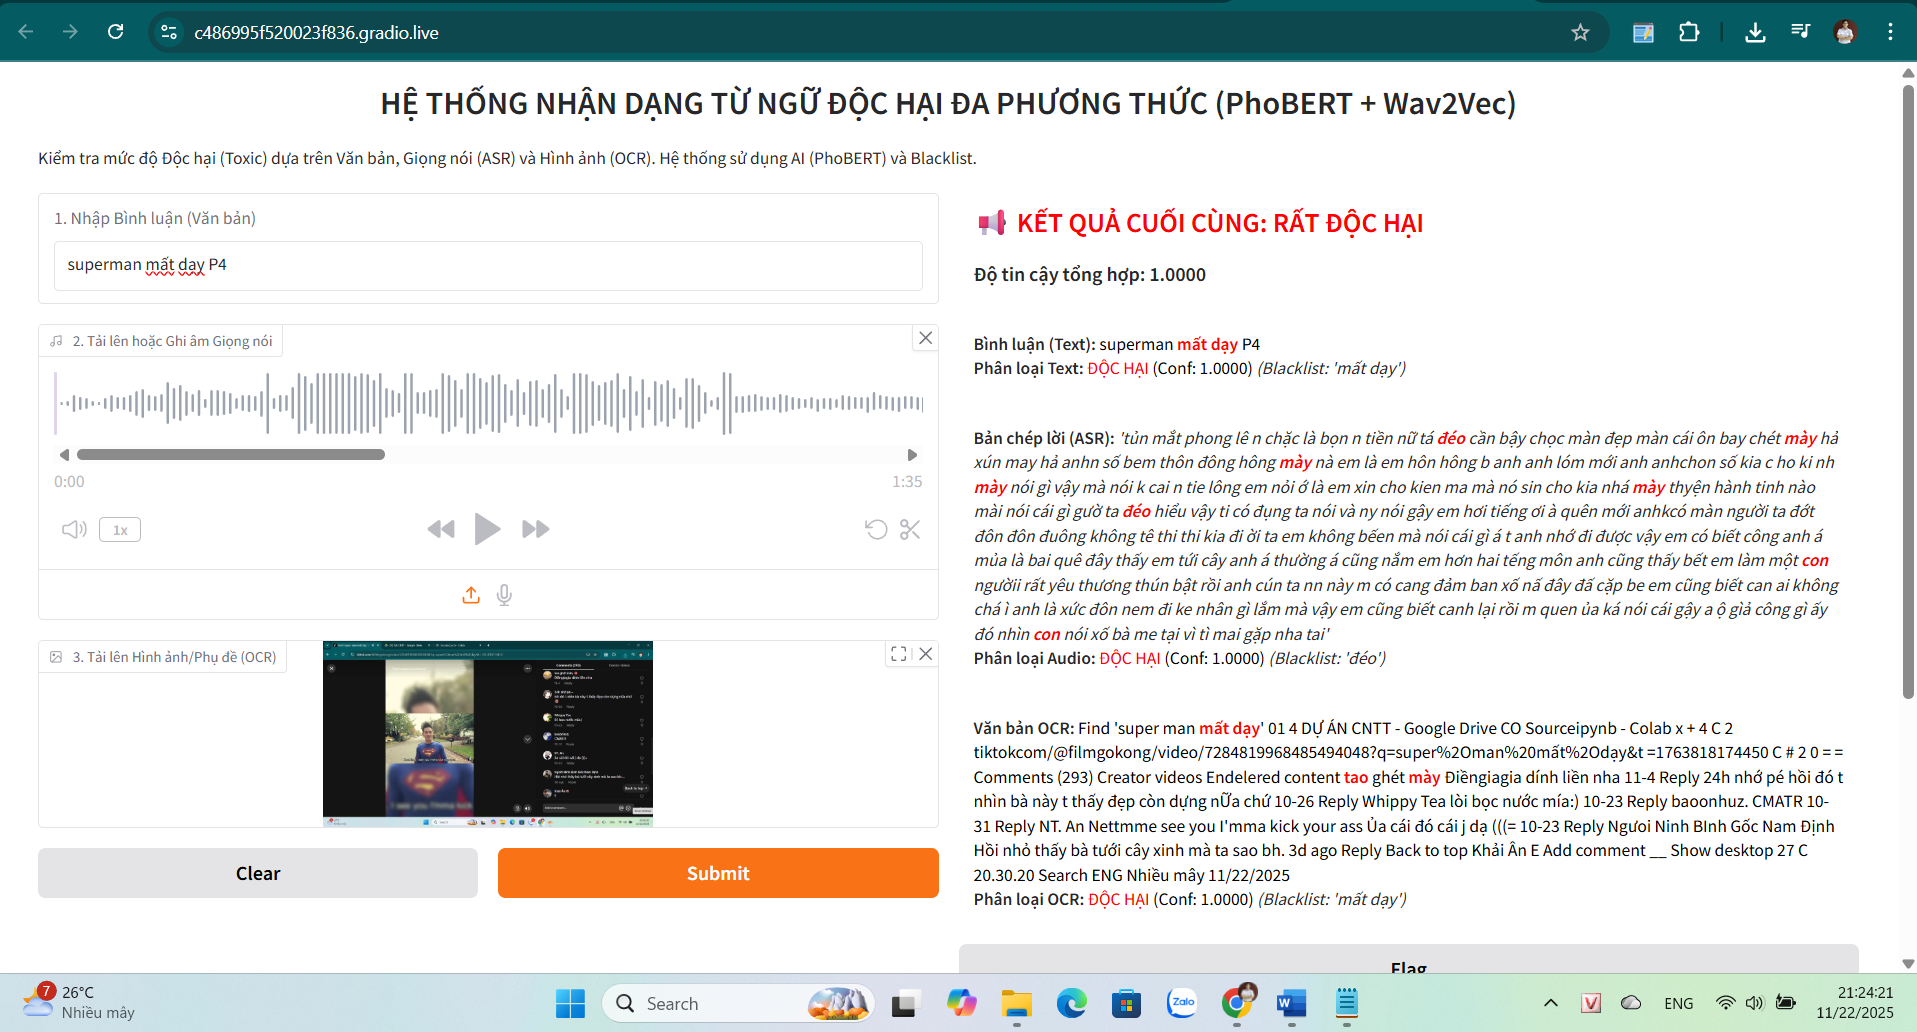 c486995f520023f836.gradio.live
HỆ THỐNG NHẬN DẠNG TỪ NGỮ ĐỘC HẠI ĐA PHƯƠNG THỨC (PhoBERT + Wav2Vec)
Kiểm tra mức độ Độc hại (Toxic) dựa trên Văn bản, Giọng nói (ASR) và Hình ảnh (OCR). Hệ thống sử dụng AI (PhoBERT) và Blacklist.
1. Nhập Bình luận (Văn bản)
superman mất dạy P4
2. Tải lên hoặc Ghi âm Giọng nói
0:00
1:35
1x
3. Tải lên Hình ảnh/Phụ đề (OCR)
Clear
Submit
KẾT QUẢ CUỐI CÙNG: RẤT ĐỘC HẠI
Độ tin cậy tổng hợp: 1.0000
Bình luận (Text): superman mất dạy P4
Phân loại Text: ĐỘC HẠI (Conf: 1.0000) (Blacklist: 'mất dạy')
Bản chép lời (ASR): 'tủn mắt phong lê n chặc là bọn n tiền nữ tá đéo cần bậy chọc màn đẹp màn cái ôn bay chét mày hả
xún may hả anhn số bem thôn đông hông mày nà em là em hôn hông b anh anh lóm mới anh anhchon số kia c ho ki nh
mày nói gì vậy mà nói k cai n tie lông em nỏi ớ là em xin cho kien ma mà nó sin cho kia nhá mày thyện hành tinh nào
mài nói cái gì gườ ta đéo hiểu vậy ti có đụng ta nói và ny nói gậy em hơi tiếng ơi à quên mới anhkcó màn người ta đớt
đôn đôn đuông không tê thi thi kia đi ời ta em không bếen mà nói cái gì á t anh nhớ đi được vậy em có biết công anh á
mủa là bai quê đây thấy em tứi cây anh á thường á cũng nắm em hơn hai tếng môn anh cũng thấy bết em làm một con
ngườii rất yêu thương thún bật rồi anh cún ta nn này m có cang đảm ban xố nấ đây đấ cặp be em cũng biết can ai không
chá ì anh là xức đôn nem đi ke nhân gì lắm mà vậy em cũng biết canh lại rồi m quen ủa ká nói cái gậy a ộ giả công gì ấy
đó nhìn con nói xố bà me tại vì tì mai gặp nha tai'
Phân loại Audio: ĐỘC HẠI (Conf: 1.0000) (Blacklist: 'đéo')
Văn bản OCR: Find 'super man mất dạy' 01 4 DỰ ÁN CNTT - Google Drive CO Sourceipynb - Colab x + 4 C 2
tiktokcom/@filmgokong/video/7284819968485494048?q=super%2Oman%20mất%2Odạy&t =1763818174450 C # 2 0 = =
Comments (293) Creator videos Endelered content tao ghét mày Điềngiagia dính liền nha 11-4 Reply 24h nhớ pé hồi đó t
nhìn bà này t thấy đẹp còn dựng nỮa chứ 10-26 Reply Whippy Tea lòi bọc nước mía:) 10-23 Reply baoonhuz. CMATR 10-
31 Reply NT. An Nettmme see you I'mma kick your ass Ủa cái đó cái j dạ (((= 10-23 Reply Ngưoi Ninh BInh Gốc Nam Định
Hồi nhỏ thấy bà tưới cây xinh mà ta sao bh. 3d ago Reply Back to top Khải Ân E Add comment __ Show desktop 27 C
20.30.20 Search ENG Nhiều mây 11/22/2025
Phân loại OCR: ĐỘC HẠI (Conf: 1.0000) (Blacklist: 'mất dạy')
Flag
7
26°C
Nhiều mây
Search
Zalo
ENG
21:24:21
11/22/2025